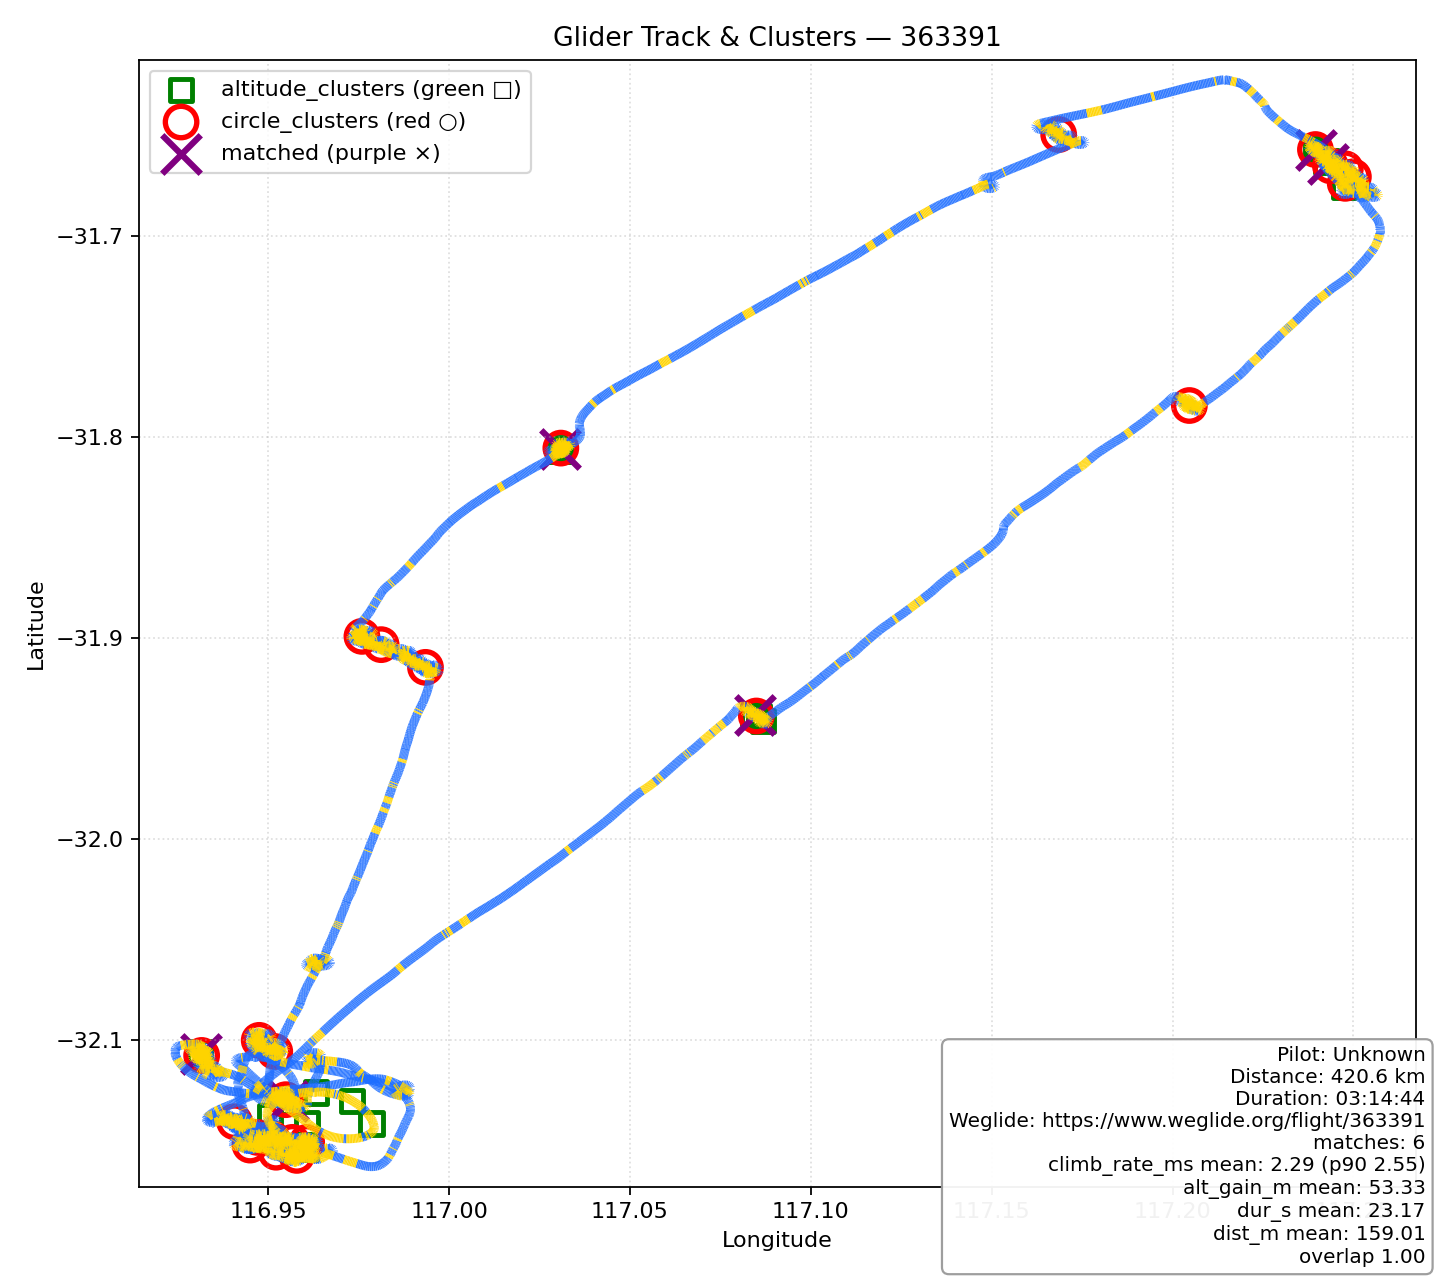 Glider Track & Clusters — 363391
altitude_clusters (green □)
circle_clusters (red ○)
matched (purple ×)
Latitude
−31.7
−31.8
−31.9
−32.0
−32.1
116.95
117.00
117.05
117.10
117.15
117.20
Longitude
Pilot: Unknown
Distance: 420.6 km
Duration: 03:14:44
Weglide: https://www.weglide.org/flight/363391
matches: 6
climb_rate_ms mean: 2.29 (p90 2.55)
alt_gain_m mean: 53.33
dur_s mean: 23.17
dist_m mean: 159.01
overlap 1.00